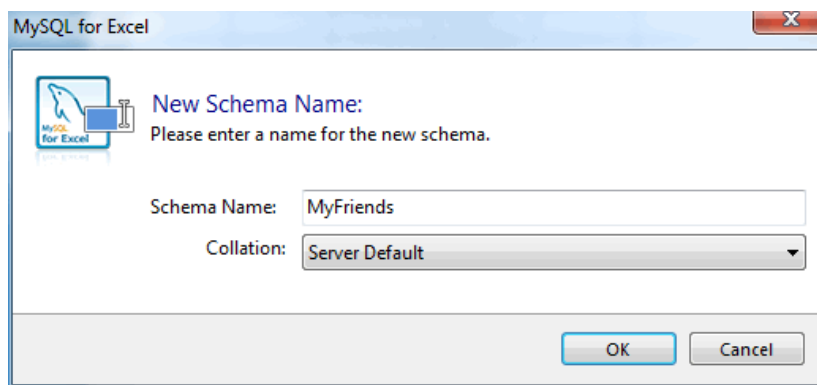 MySQL for Excel
MySQL
for Excel
New Schema Name:
Please enter a name for the new schema.
Schema Name: MyFriends
Collation: Server Default
OK Cancel